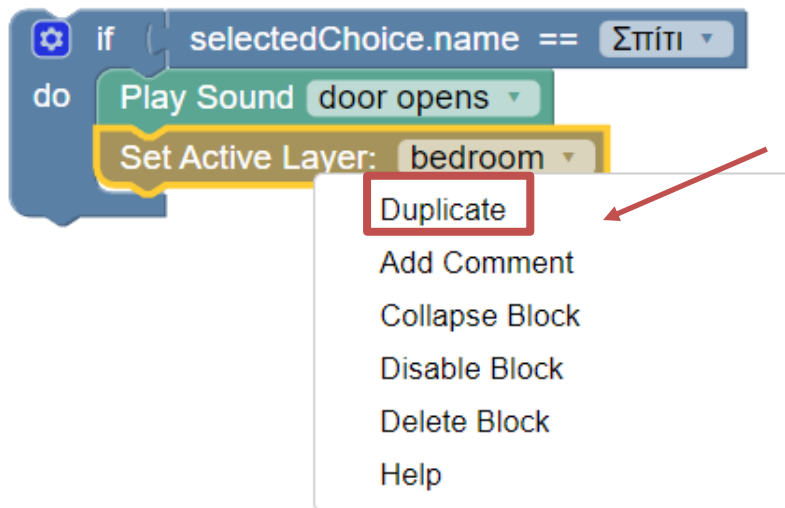 if selectedChoice.name == Σπίτι
do Play Sound door opens
Set Active Layer: bedroom
Duplicate
Add Comment
Collapse Block
Disable Block
Delete Block
Help